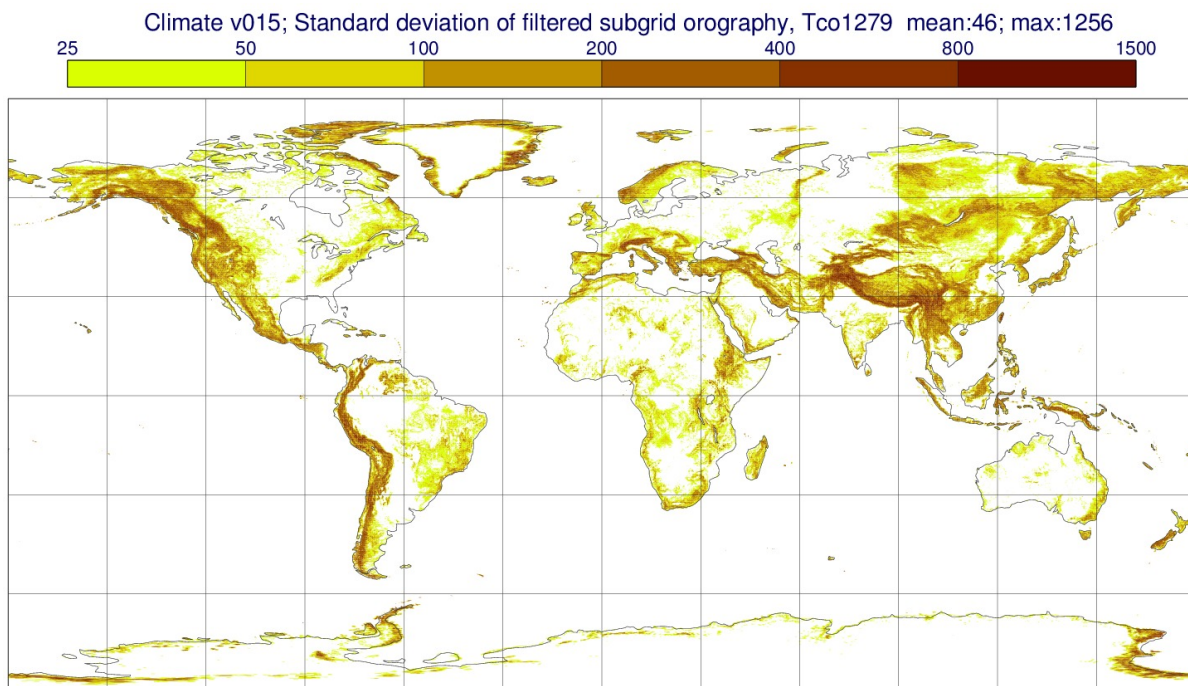 Climate v015; Standard deviation of filtered subgrid orography, Tco1279 mean:46; max:1256
25 50 100 200 400 800 1500